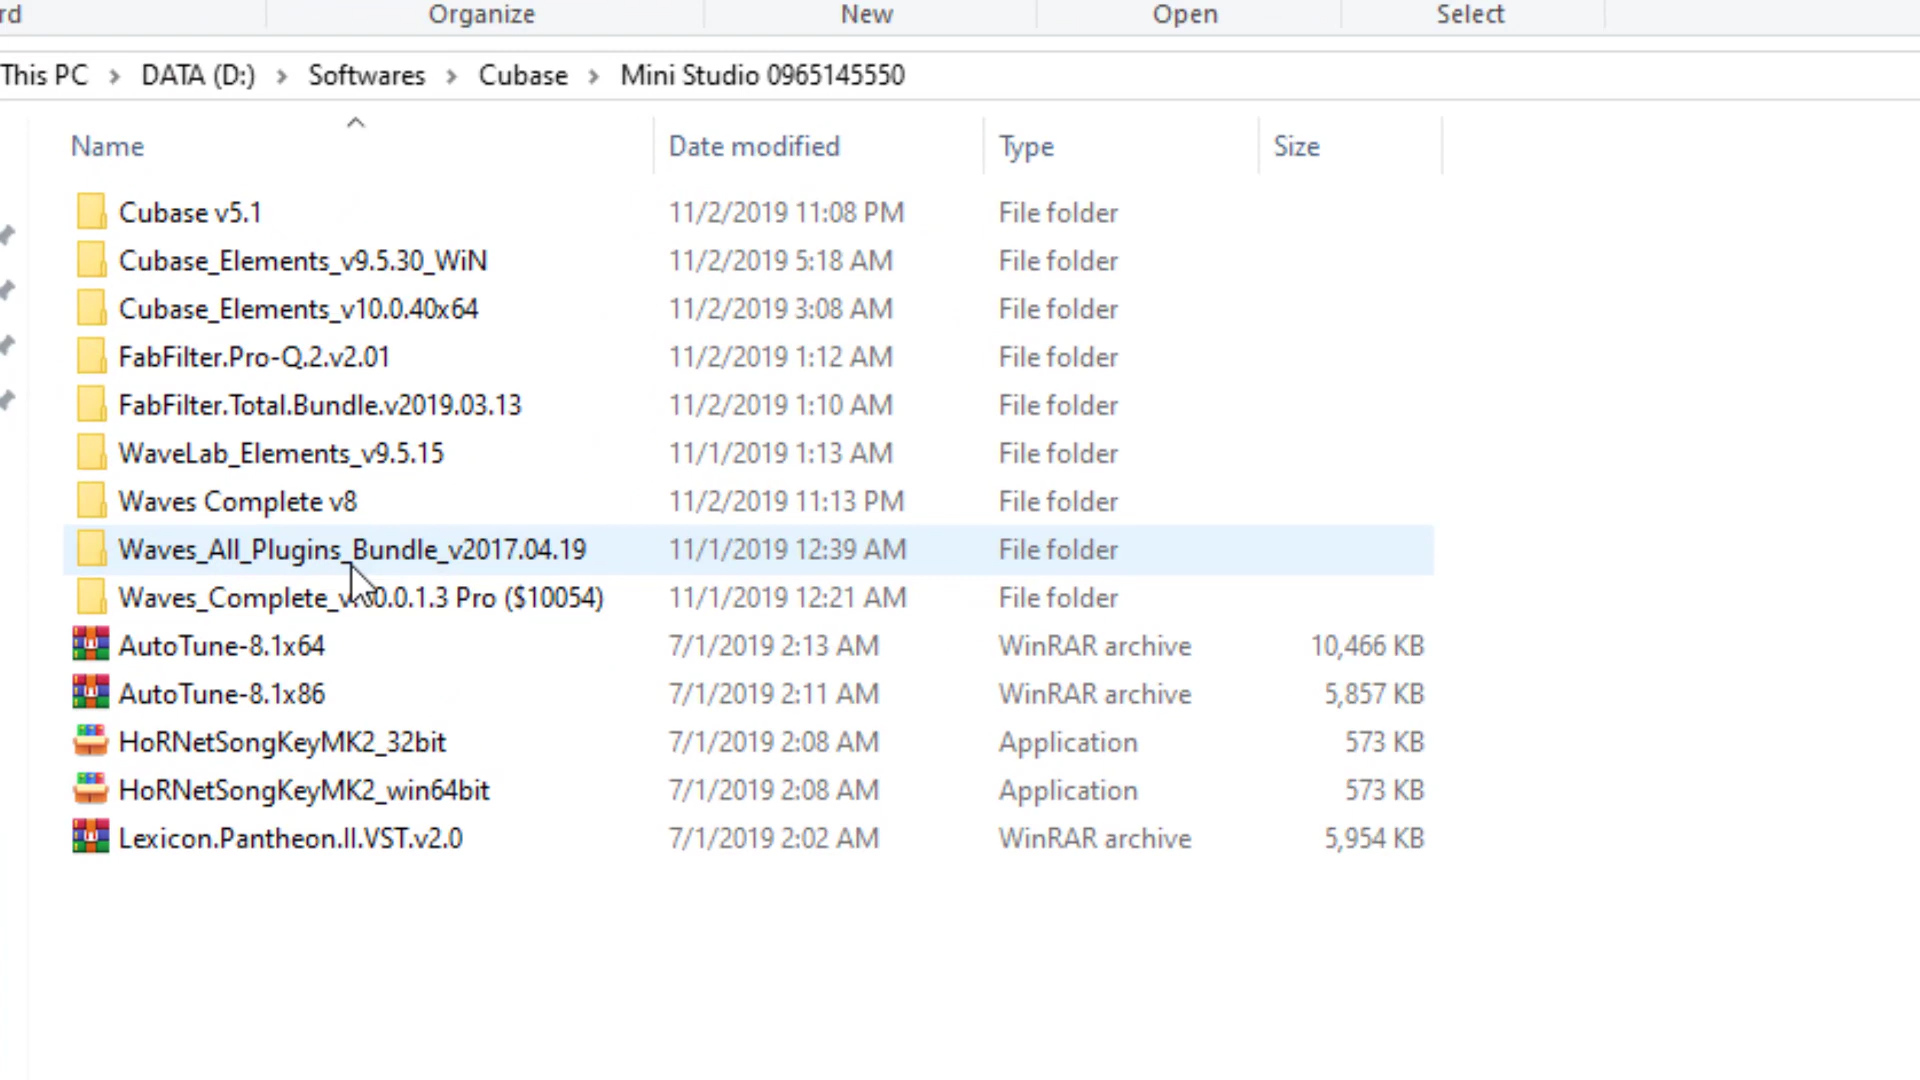 rd Organize New Open Select
This PC > DATA (D:) > Softwares > Cubase > Mini Studio 0965145550
Name Date modified Type Size
Cubase v5.1 11/2/2019 11:08 PM File folder
Cubase_Elements_v9.5.30_WiN 11/2/2019 5:18 AM File folder
Cubase_Elements_v10.0.40x64 11/2/2019 3:08 AM File folder
FabFilter.Pro-Q.2.v2.01 11/2/2019 1:12 AM File folder
FabFilter.Total.Bundle.v2019.03.13 11/2/2019 1:10 AM File folder
WaveLab_Elements_v9.5.15 11/1/2019 1:13 AM File folder
Waves Complete v8 11/2/2019 11:13 PM File folder
Waves_All_Plugins_Bundle_v2017.04.19 11/1/2019 12:39 AM File folder
Pro ($10054) 11/1/2019 12:21 AM File folder
AutoTune-8.1x64 7/1/2019 2:13 AM WinRAR archive 10,466 KB
AutoTune-8.1x86 7/1/2019 2:11 AM WinRAR archive 5,857 KB
HoRNetSongKeyMK2_32bit 7/1/2019 2:08 AM Application 573 KB
HoRNetSongKeyMK2_win64bit 7/1/2019 2:08 AM Application 573 KB
Lexicon.Pantheon.II.VST.v2.0 7/1/2019 2:02 AM WinRAR archive 5,954 KB